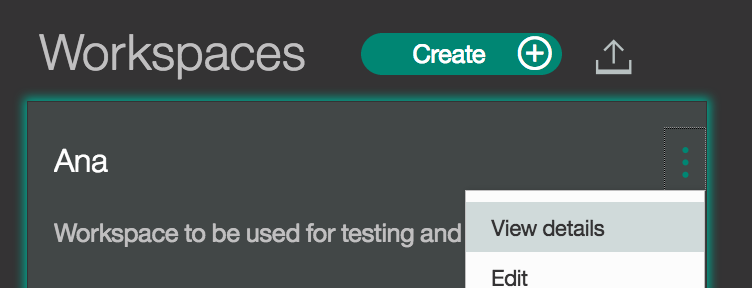 Workspaces
Create
Ana
Workspace to be used for testing and
View details
Edit